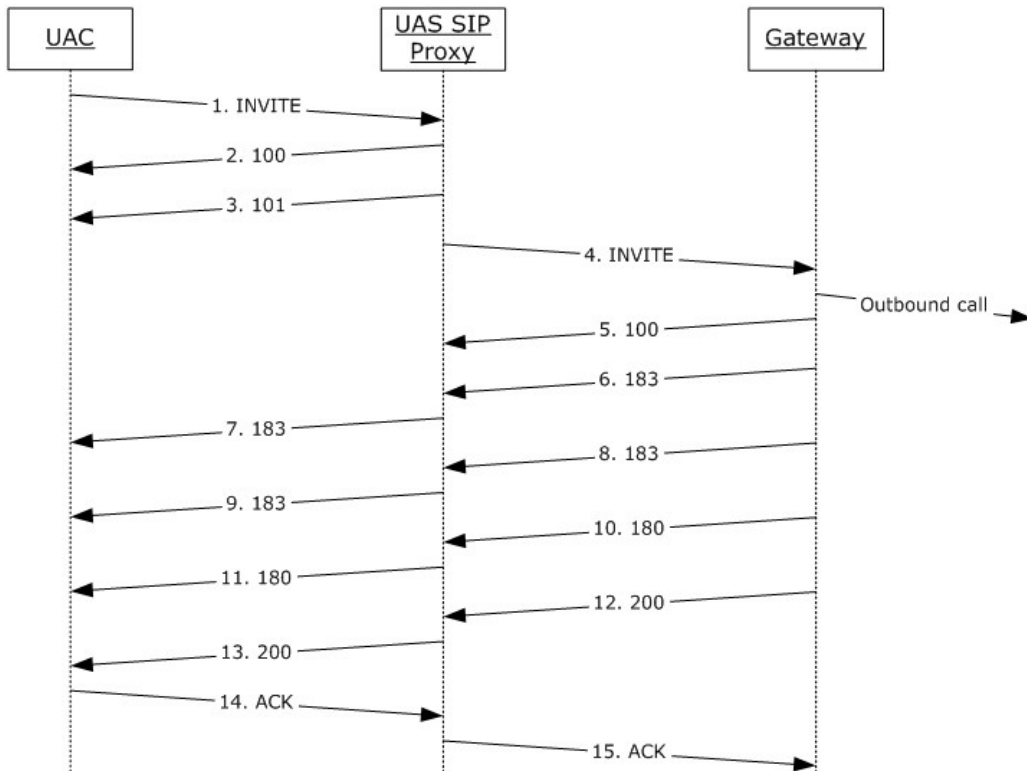 UAC
UAS SIP
Proxy
Gateway
1. INVITE
2. 100
3. 101
4. INVITE
Outbound call
5. 100
6. 183
7. 183
8. 183
9. 183
10. 180
11. 180
12. 200
13. 200
14. ACK
15. ACK